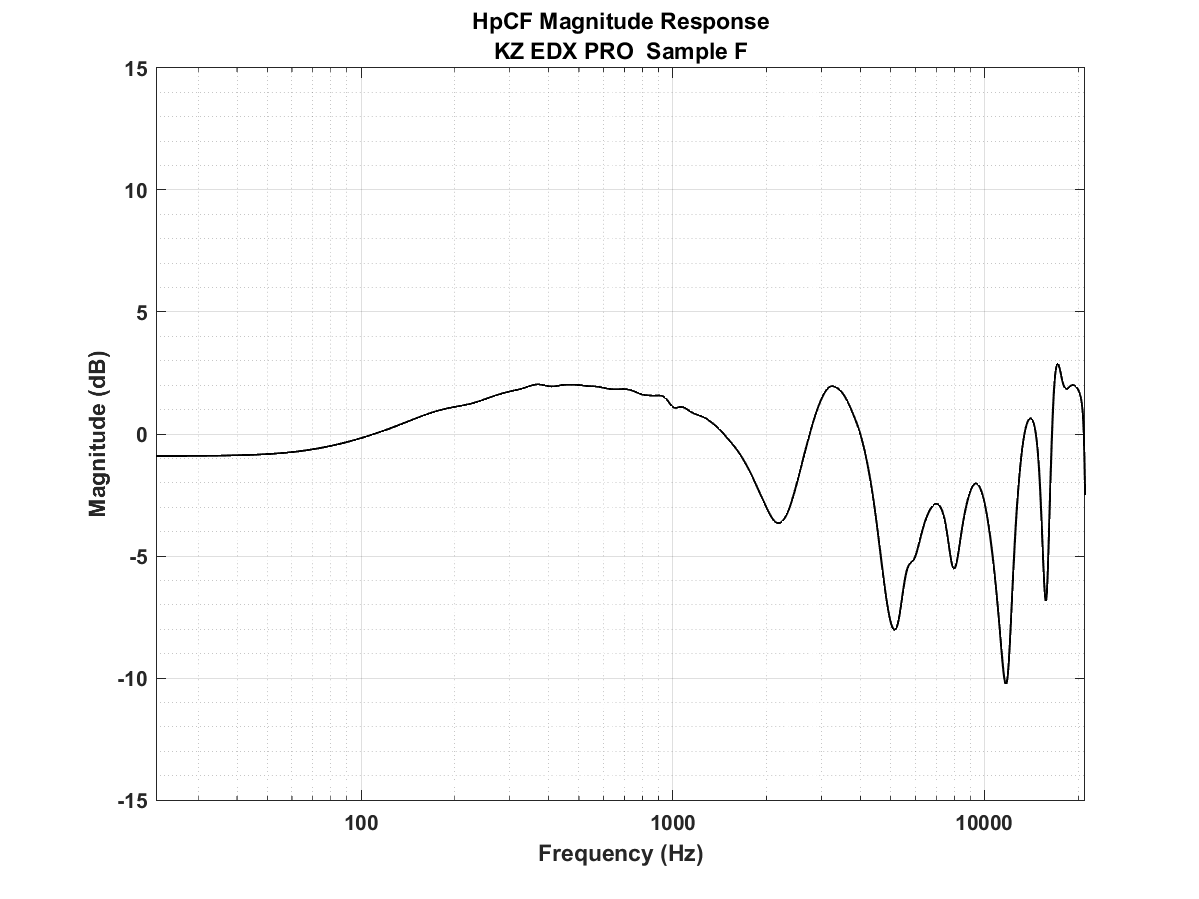 HpCF Magnitude Response
KZ EDX PRO  Sample F
15
10
5
0
-5
-10
-15
Magnitude (dB)
100
1000
10000
Frequency (Hz)